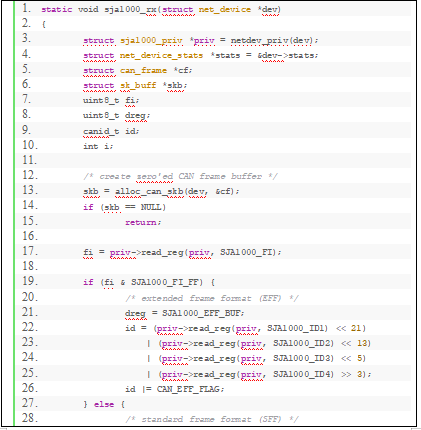 1. static void sja1000_rx(struct net_device *dev)
2. {
3. struct sja1000_priv *priv = netdev_priv(dev);
4. struct net_device_stats *stats = &dev->stats;
5. struct can_frame *cf;
6. struct sk_buff *skb;
7. uint8_t fi;
8. uint8_t dreg;
9. canid_t id;
10. int i;
11.
12. /* create zero'ed CAN frame buffer */
13. skb = alloc_can_skb(dev, &cf);
14. if (skb == NULL)
15. return;
16.
17. fi = priv->read_reg(priv, SJA1000_FI);
18.
19. if (fi & SJA1000_FI_FF) {
20. /* extended frame format (EFF) */
21. dreg = SJA1000_EFF_BUF;
22. id = (priv->read_reg(priv, SJA1000_ID1) << 21)
23. | (priv->read_reg(priv, SJA1000_ID2) << 13)
24. | (priv->read_reg(priv, SJA1000_ID3) << 5)
25. | (priv->read_reg(priv, SJA1000_ID4) >> 3);
26. id |= CAN_EFF_FLAG;
27. } else {
28. /* standard frame format (SFF) */